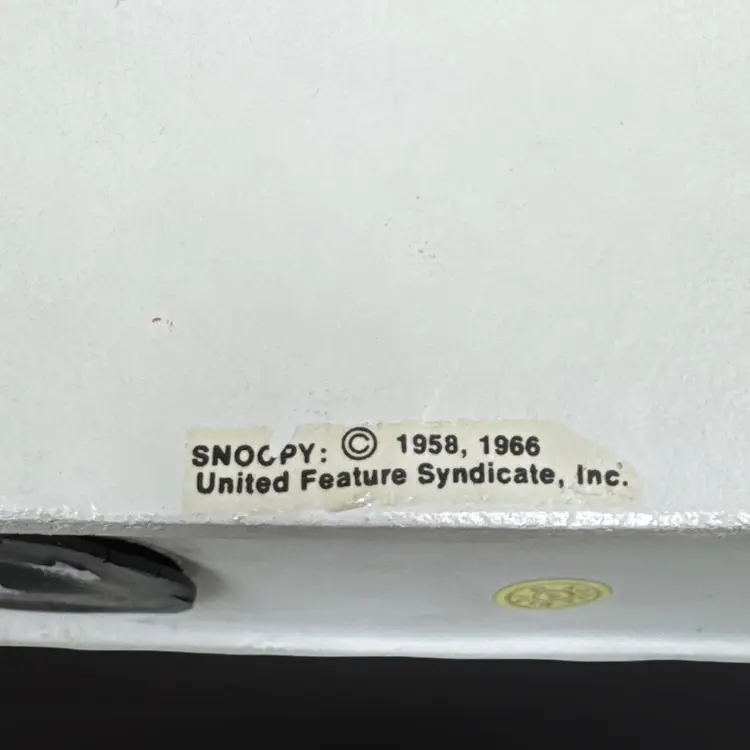 SNOOPY: © 1958, 1966
United Feature Syndicate, Inc.